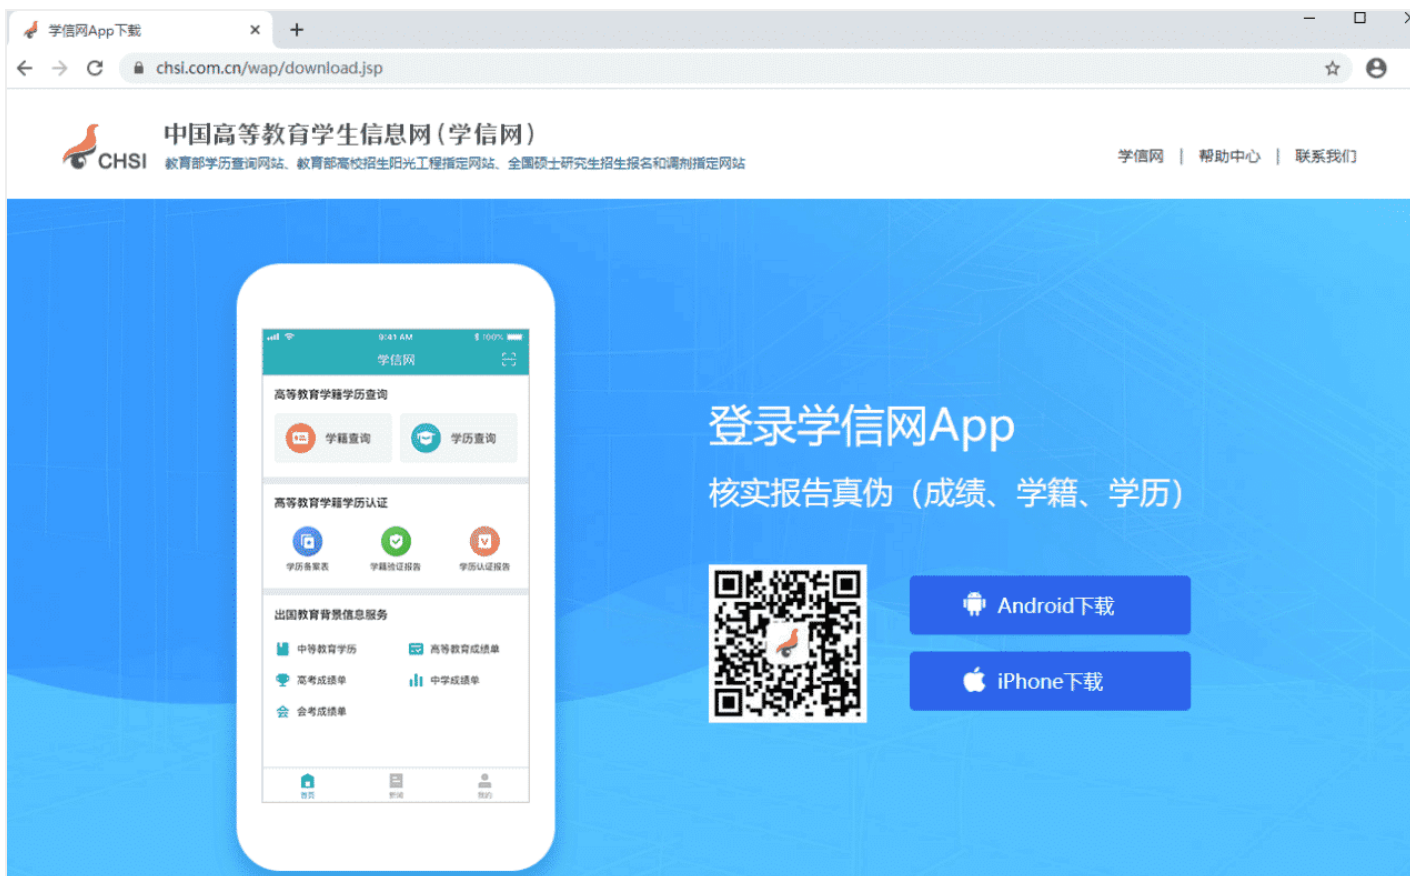 学信网App下载
chsi.com.cn/wap/download.jsp
CHSI
中国高等教育学生信息网(学信网)
教育部学历查询网站、教育部高校招生阳光工程指定网站、全国硕士研究生招生报名和调剂指定网站
学信网 | 帮助中心 | 联系我们
9:41 AM
100%
学信网
高等教育学籍学历查询
学籍查询
学历查询
高等教育学籍学历认证
学历备案表
学籍验证报告
学历认证报告
出国教育背景信息服务
中等教育学历
高等教育成绩单
高考成绩单
中学成绩单
会考成绩单
首页
新闻
我的
登录学信网App
核实报告真伪（成绩、学籍、学历）
Android下载
iPhone下载